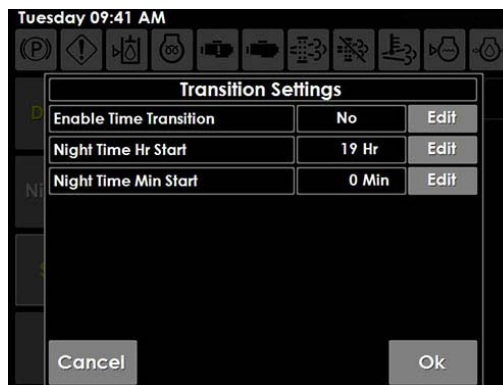 Tuesday 09:41 AM
(P)
Transition Settings
Enable Time Transition No Edit
Night Time Hr Start 19 Hr Edit
Night Time Min Start 0 Min Edit
D
Ni
S
Cancel Ok